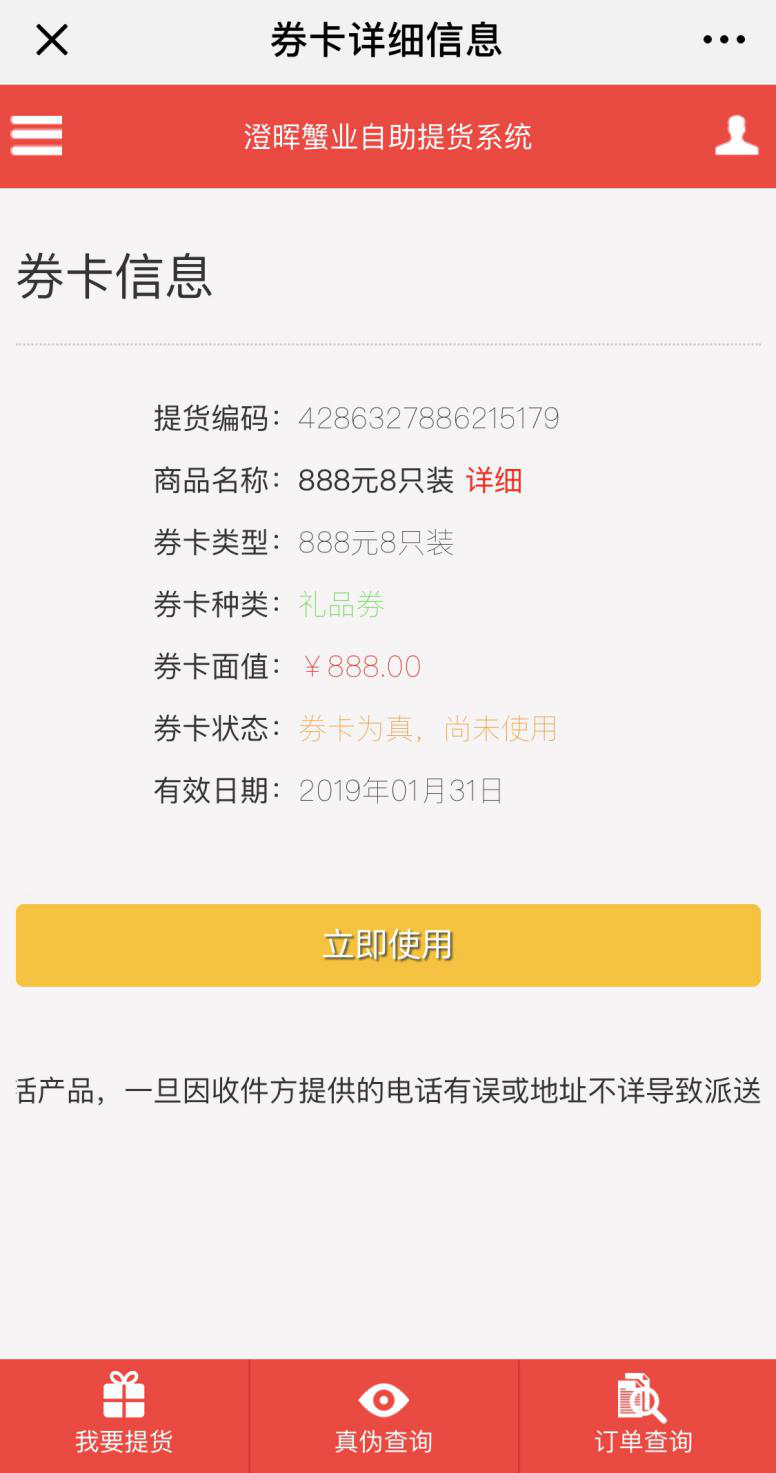 券卡详细信息
澄晖蟹业自助提货系统
券卡信息
提货编码：4286327886215179
商品名称：888元8只装 详细
券卡类型：888元8只装
券卡种类：礼品券
券卡面值：￥888.00
券卡状态：券卡为真，尚未使用
有效日期：2019年01月31日
立即使用
活产品，一旦因收件方提供的电话有误或地址不详导致派送
我要提货
真伪查询
订单查询